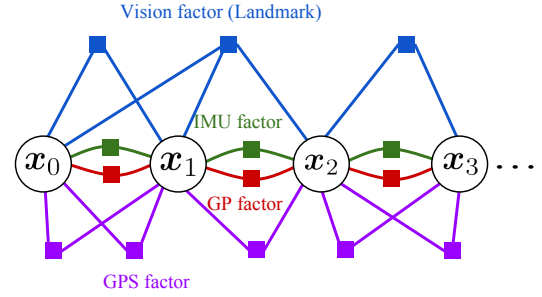 Vision factor (Landmark)
IMU factor
x₀ x₁ x₂ x₃ ...
GP factor
GPS factor